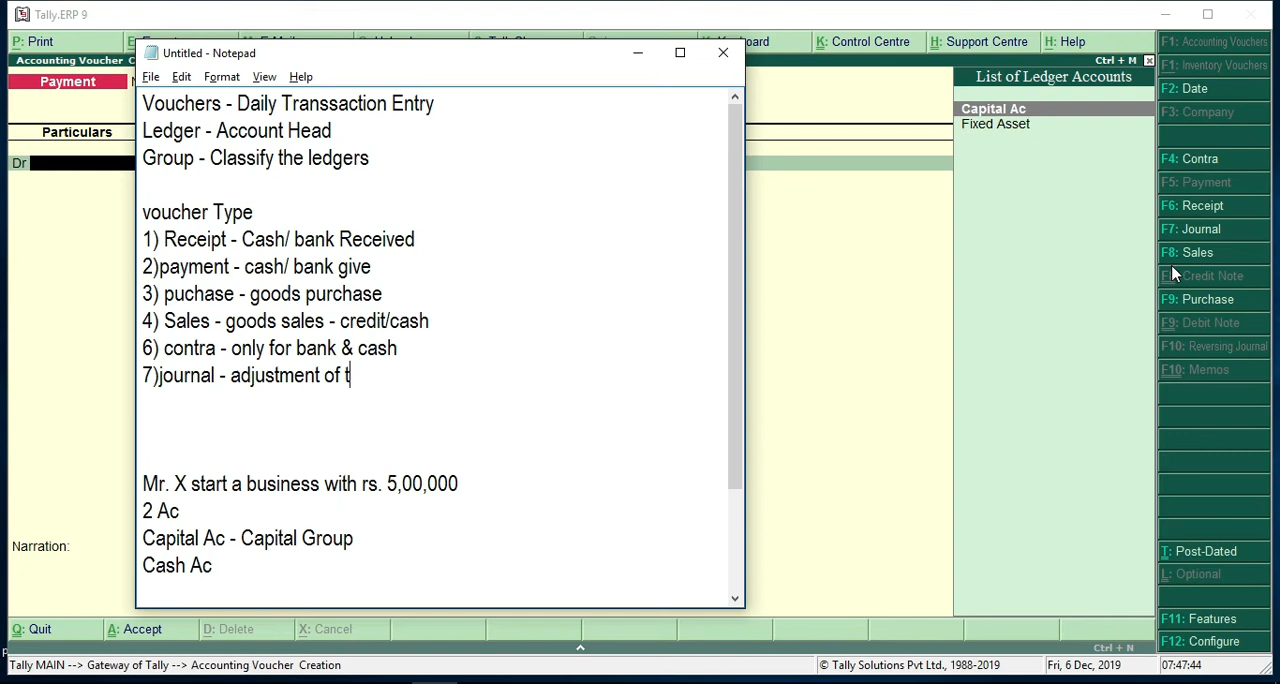 Tally.ERP 9
P: Print
K: Control Centre
H: Support Centre
H: Help
Accounting Voucher C
Ctrl + M
Payment
Particulars
Dr
Narration:
Untitled - Notepad
File Edit Format View Help
Vouchers - Daily Transsaction Entry
Ledger - Account Head
Group - Classify the ledgers
voucher Type
1) Receipt - Cash/ bank Received
2)payment - cash/ bank give
3) puchase - goods purchase
4) Sales - goods sales - credit/cash
6) contra - only for bank & cash
7)journal - adjustment of t
Mr. X start a business with rs. 5,00,000
2 Ac
Capital Ac - Capital Group
Cash Ac
List of Ledger Accounts
Capital Ac
Fixed Asset
F1: Accounting Vouchers
F1: Inventory Vouchers
F2: Date
F3: Company
F4: Contra
F5: Payment
F6: Receipt
F7: Journal
F8: Sales
Credit Note
F9: Purchase
F9: Debit Note
F10: Reversing Journal
F10: Memos
T: Post-Dated
L: Optional
F11: Features
F12: Configure
Q: Quit
A: Accept
D: Delete
X: Cancel
Ctrl + N
Tally MAIN --> Gateway of Tally --> Accounting Voucher Creation
© Tally Solutions Pvt Ltd., 1988-2019
Fri, 6 Dec, 2019
07:47:44